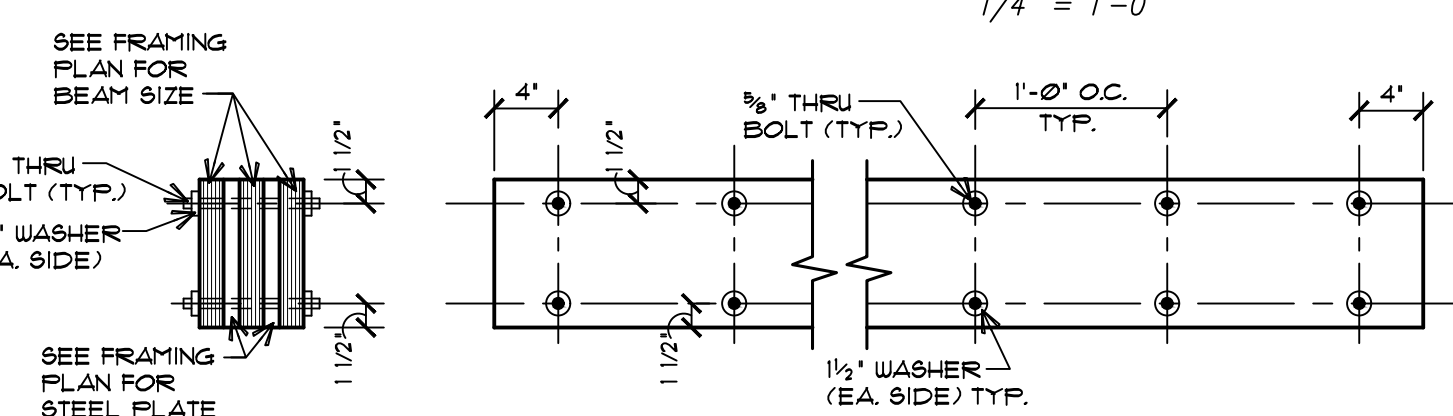 1/4" = 1'-0
SEE FRAMING
PLAN FOR
BEAM SIZE
THRU
BOLT (TYP.)
" WASHER
EA. SIDE)
SEE FRAMING
PLAN FOR
STEEL PLATE
1 1/2"
1 1/2"
4"
1 1/2"
1 1/2"
5/8" THRU
BOLT (TYP.)
1'-0" O.C.
TYP.
4"
1 1/2" WASHER
(EA. SIDE) TYP.